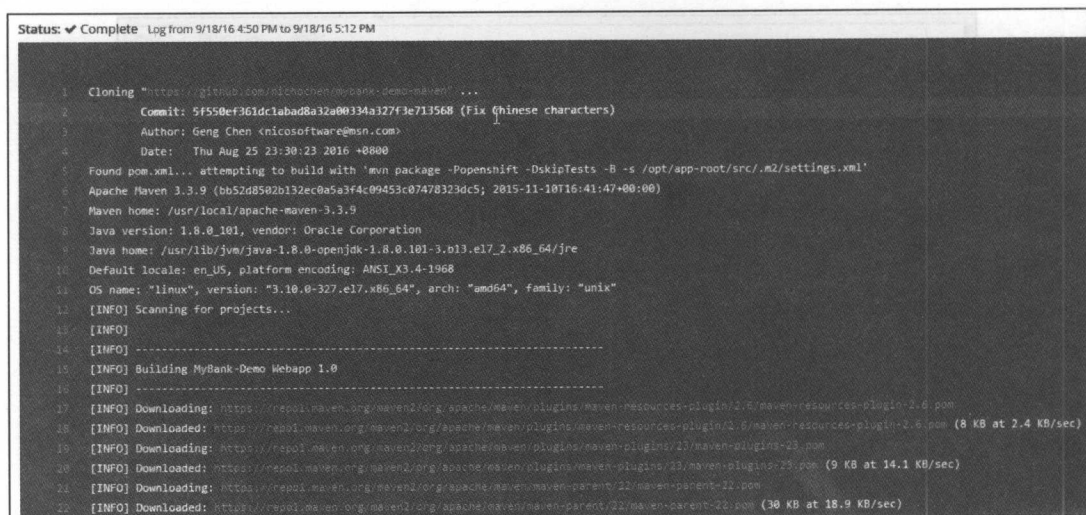 Status: ✔ Complete Log from 9/18/16 4:50 PM to 9/18/16 5:12 PM
1 Cloning "https://github.com/nichochen/mybank-demo-maven" ...
2 Commit: 5f550ef361dc1abad8a32a00334a327f3e713568 (Fix Chinese characters)
3 Author: Geng Chen <nicosoftware@msn.com>
4 Date: Thu Aug 25 23:30:23 2016 +0800
5 Found pom.xml... attempting to build with 'mvn package -Popenshift -DskipTests -B -s /opt/app-root/src/.m2/settings.xml'
6 Apache Maven 3.3.9 (bb52d8502b132ec0a5a3f4c09453c07478323dc5; 2015-11-10T16:41:47+00:00)
7 Maven home: /usr/local/apache-maven-3.3.9
8 Java version: 1.8.0_101, vendor: Oracle Corporation
9 Java home: /usr/lib/jvm/java-1.8.0-openjdk-1.8.0.101-3.b13.el7_2.x86_64/jre
10 Default locale: en_US, platform encoding: ANSI_X3.4-1968
11 OS name: "linux", version: "3.10.0-327.el7.x86_64", arch: "amd64", family: "unix"
12 [INFO] Scanning for projects...
13 [INFO]
14 [INFO] ------------------------------------------------------------------------
15 [INFO] Building MyBank-Demo Webapp 1.0
16 [INFO] ------------------------------------------------------------------------
17 [INFO] Downloading: https://repo1.maven.org/maven2/org/apache/maven/plugins/maven-resources-plugin/2.6/maven-resources-plugin-2.6.pom
18 [INFO] Downloaded: https://repo1.maven.org/maven2/org/apache/maven/plugins/maven-resources-plugin/2.6/maven-resources-plugin-2.6.pom (8 KB at 2.4 KB/sec)
19 [INFO] Downloading: https://repo1.maven.org/maven2/org/apache/maven/maven-plugins/23/maven-plugins-23.pom
20 [INFO] Downloaded: https://repo1.maven.org/maven2/org/apache/maven/maven-plugins/23/maven-plugins-23.pom (9 KB at 14.1 KB/sec)
21 [INFO] Downloading: https://repo1.maven.org/maven2/org/apache/maven/maven-parent/22/maven-parent-22.pom
22 [INFO] Downloaded: https://repo1.maven.org/maven2/org/apache/maven/maven-parent/22/maven-parent-22.pom (30 KB at 18.9 KB/sec)